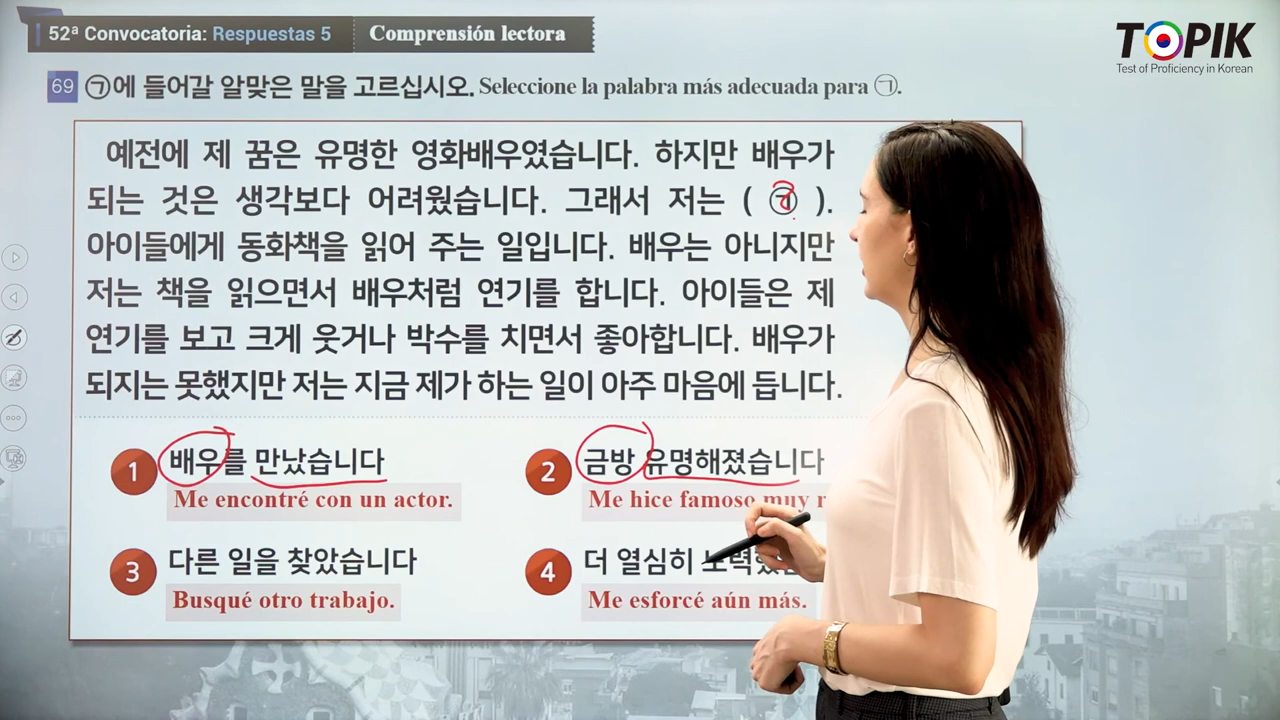 52ª Convocatoria: Respuestas 5 Comprensión lectora
TOPIK
Test of Proficiency in Korean
69 ㉠에 들어갈 알맞은 말을 고르십시오. Seleccione la palabra más adecuada para ㉠.
예전에 제 꿈은 유명한 영화배우였습니다. 하지만 배우가
되는 것은 생각보다 어려웠습니다. 그래서 저는 ( ㉠ ).
아이들에게 동화책을 읽어 주는 일입니다. 배우는 아니지만
저는 책을 읽으면서 배우처럼 연기를 합니다. 아이들은 제
연기를 보고 크게 웃거나 박수를 치면서 좋아합니다. 배우가
되지는 못했지만 저는 지금 제가 하는 일이 아주 마음에 듭니다.
1 배우를 만났습니다
Me encontré con un actor.
2 금방 유명해졌습니다
Me hice famoso muy
3 다른 일을 찾았습니다
Busqué otro trabajo.
4 더 열심히
Me esforcé aún más.